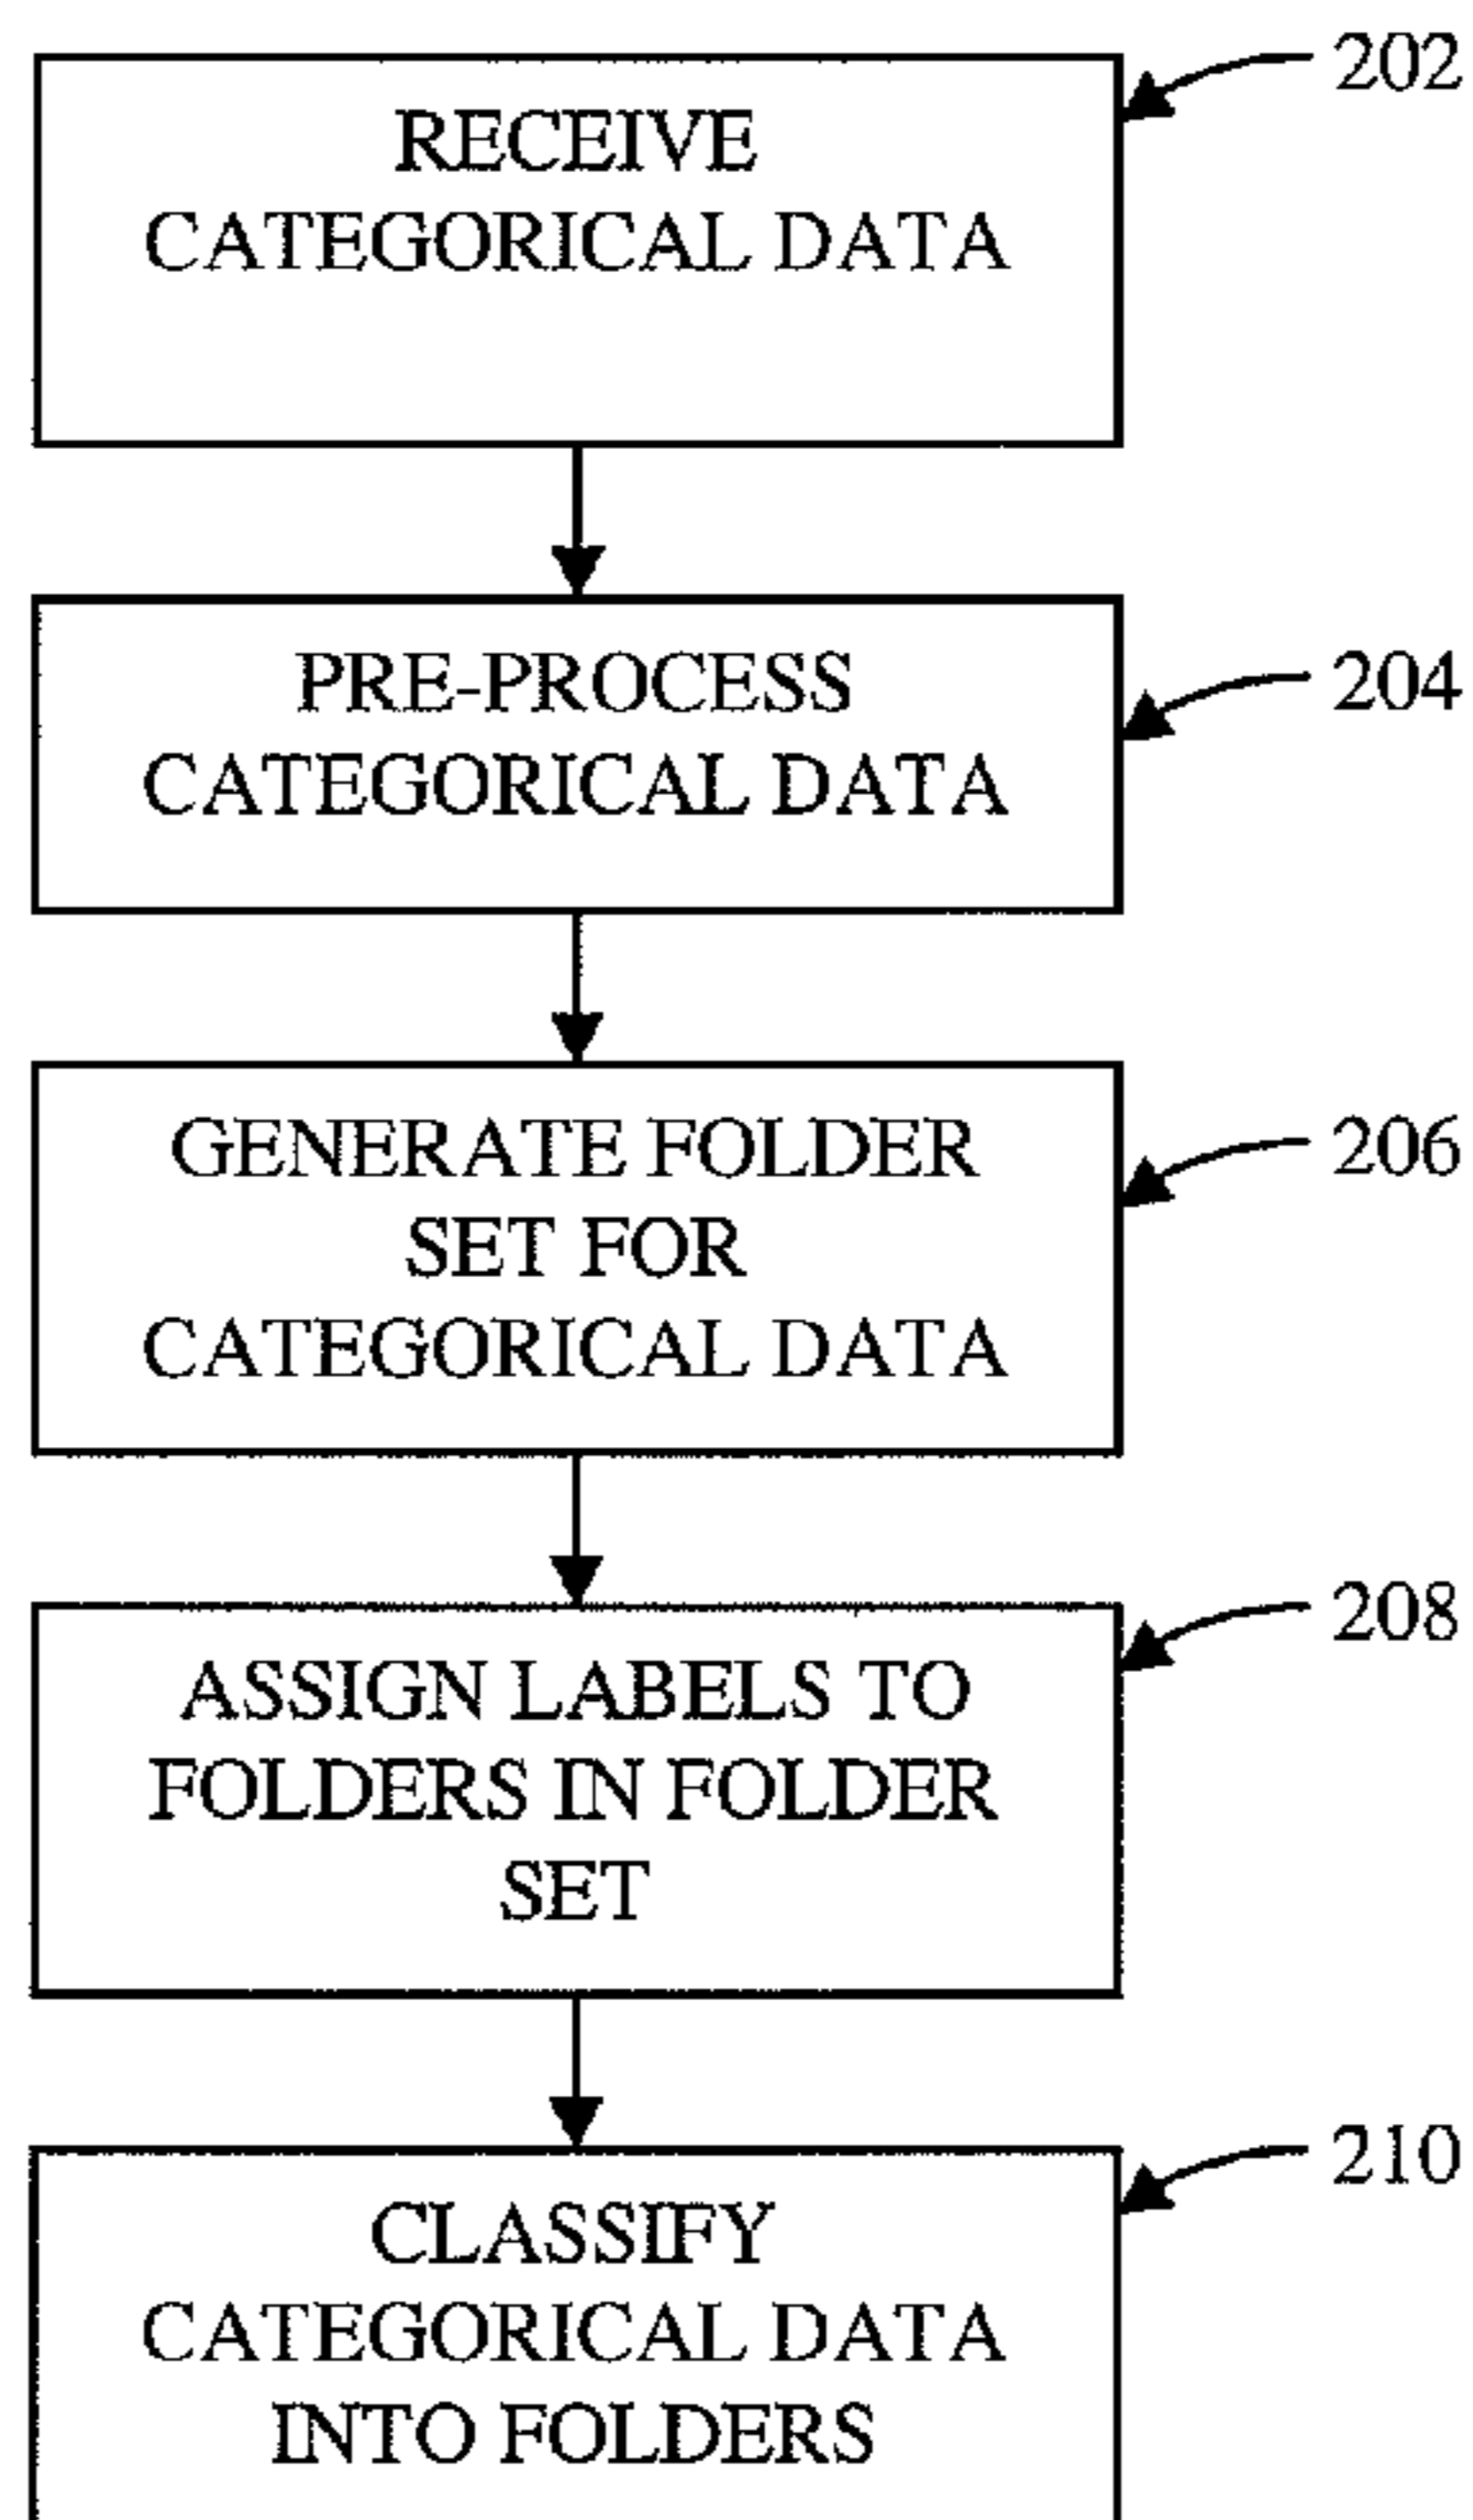 202
RECEIVE
CATEGORICAL DATA
204
PRE-PROCESS
CATEGORICAL DATA
206
GENERATE FOLDER
SET FOR
CATEGORICAL DATA
208
ASSIGN LABELS TO
FOLDERS IN FOLDER
SET
210
CLASSIFY
CATEGORICAL DATA
INTO FOLDERS